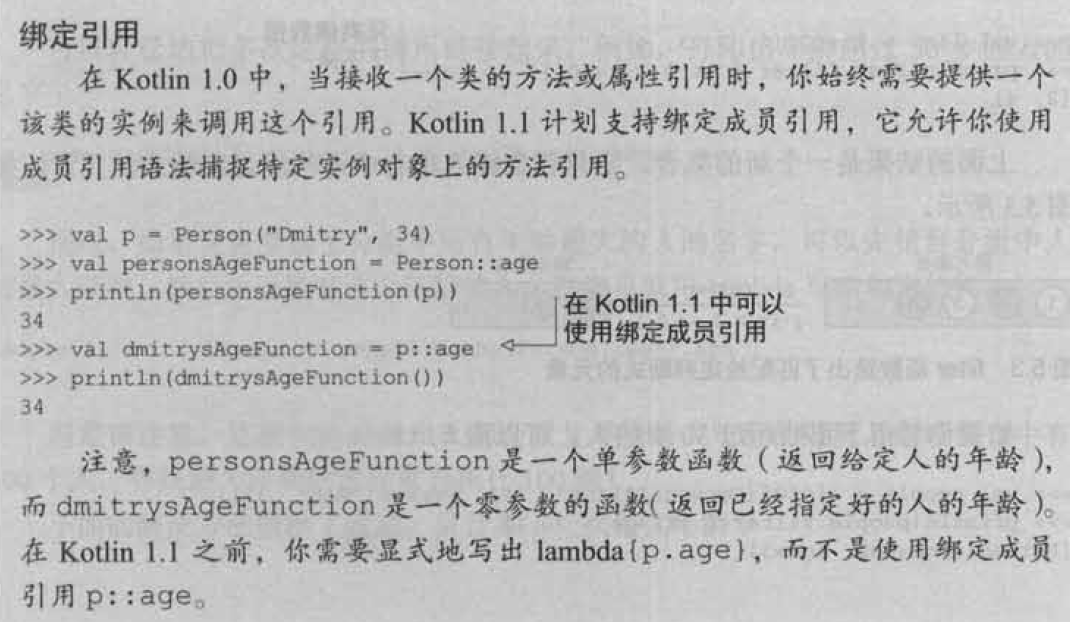 绑定引用
在 Kotlin 1.0 中，当接收一个类的方法或属性引用时，你始终需要提供一个
该类的实例来调用这个引用。Kotlin 1.1 计划支持绑定成员引用，它允许你使用
成员引用语法捕捉特定实例对象上的方法引用。
>>> val p = Person("Dmitry", 34)
>>> val personsAgeFunction = Person::age
>>> println(personsAgeFunction(p))
34
>>> val dmitrysAgeFunction = p::age
在 Kotlin 1.1 中可以
使用绑定成员引用
>>> println(dmitrysAgeFunction())
34
注意，personsAgeFunction 是一个单参数函数（返回给定人的年龄），
而 dmitrysAgeFunction 是一个零参数的函数（返回已经指定好的人的年龄）。
在 Kotlin 1.1 之前，你需要显式地写出 lambda{p.age}，而不是使用绑定成员
引用 p::age。